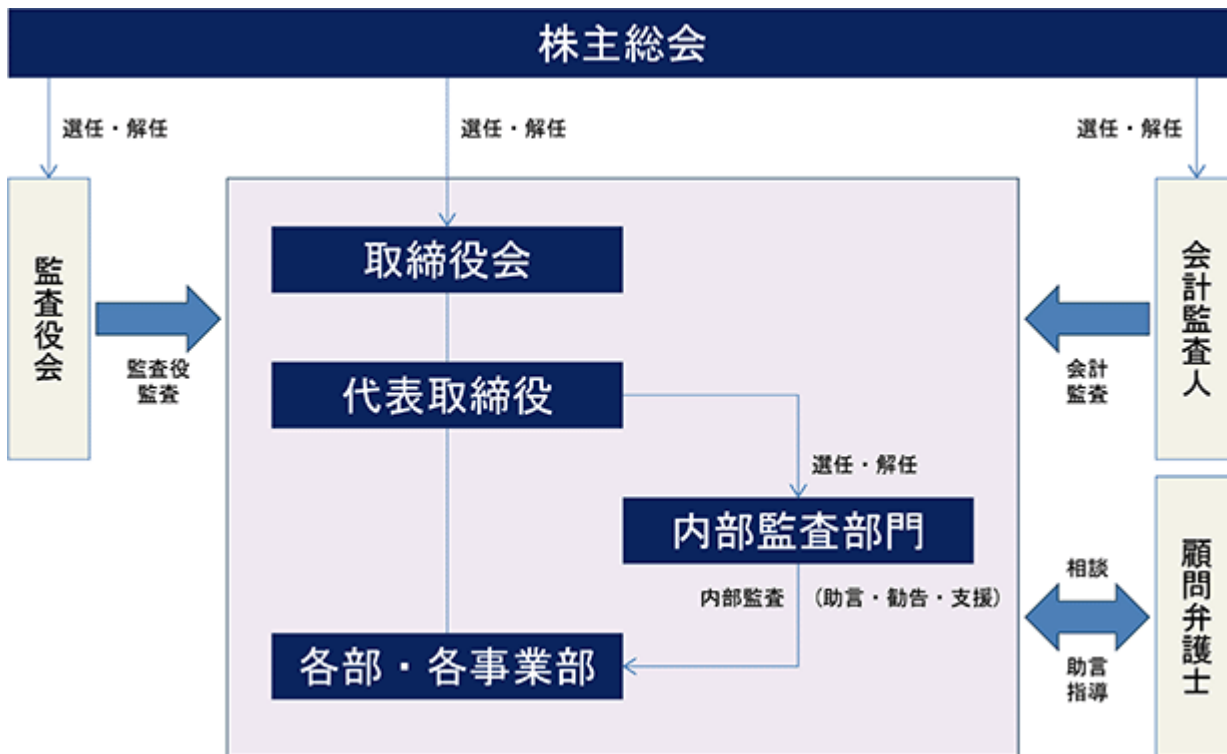 株主総会
選任・解任
選任・解任
選任・解任
監査役会
取締役会
会計監査人
監査役
監査
代表取締役
会計
監査
選任・解任
内部監査部門
顧問弁護士
相談
内部監査
(助言・勧告・支援)
各部・各事業部
助言
指導